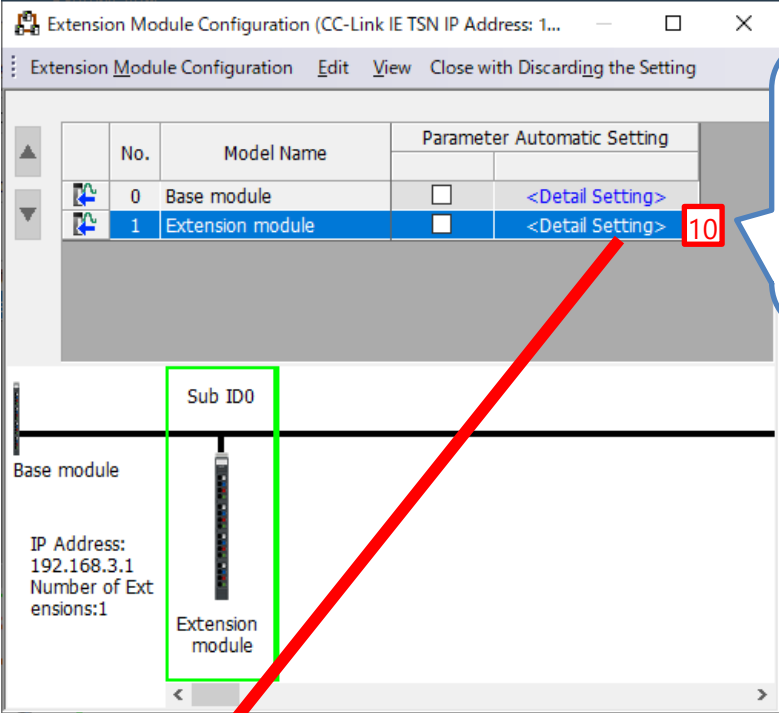 Extension Module Configuration (CC-Link IE TSN IP Address: 1...
Extension Module Configuration Edit View Close with Discarding the Setting
No. Model Name Parameter Automatic Setting
0 Base module <Detail Setting>
1 Extension module <Detail Setting> 10
Sub ID0
Base module
IP Address:
192.168.3.1
Number of Ext
ensions:1
Extension
module